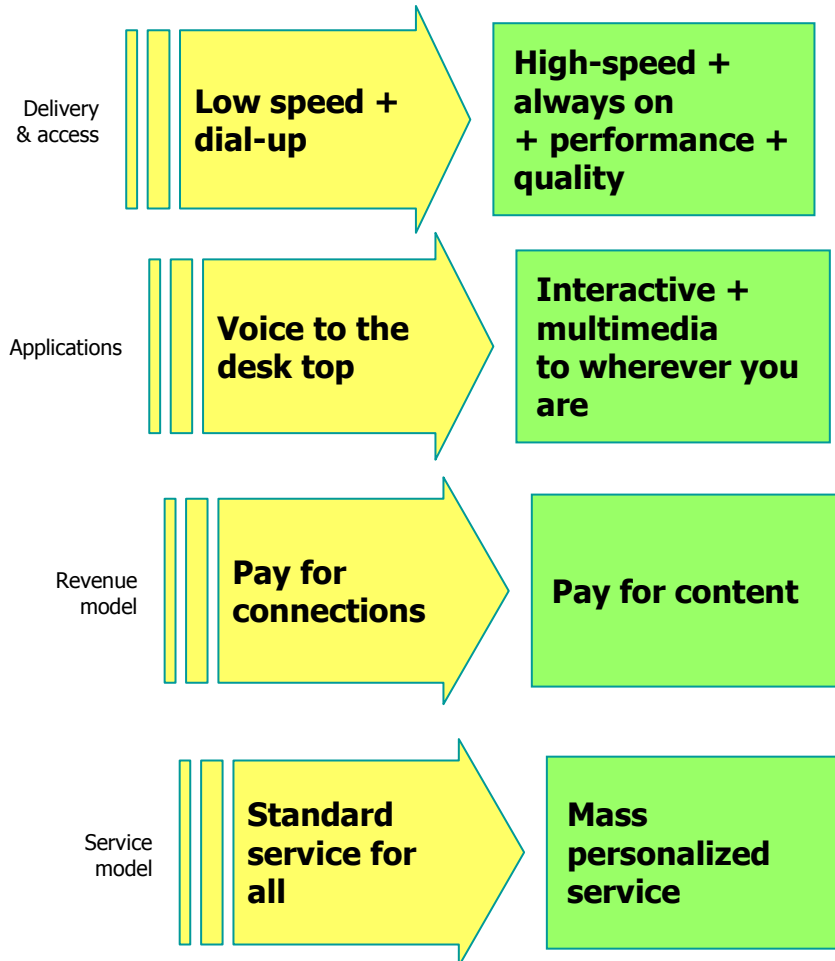 Delivery
& access
Low speed +
dial-up
High-speed +
always on
+ performance +
quality
Applications
Voice to the
desk top
Interactive +
multimedia
to wherever you
are
Revenue
model
Pay for
connections
Pay for content
Service
model
Standard
service for
all
Mass
personalized
service